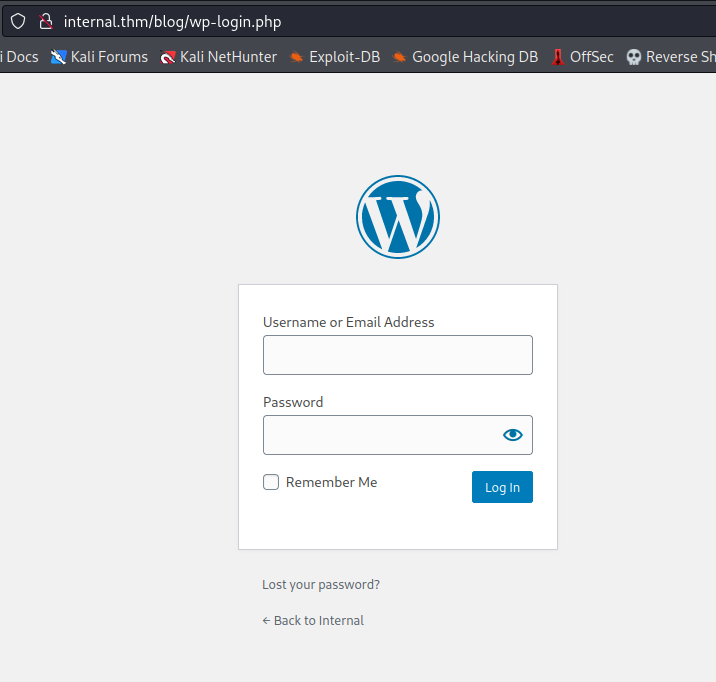 internal.thm/blog/wp-login.php
i Docs Kali Forums Kali NetHunter Exploit-DB Google Hacking DB OffSec Reverse Sh
Username or Email Address
Password
Remember Me Log In
Lost your password?
← Back to Internal